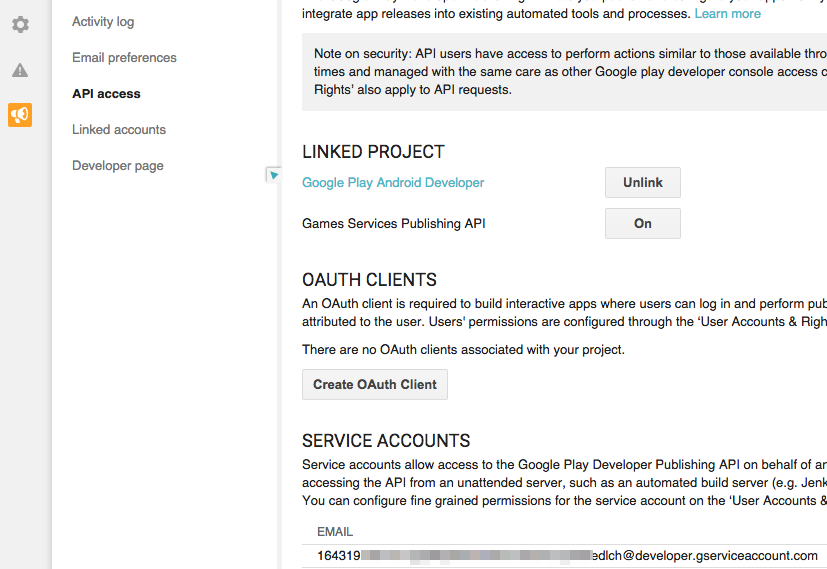 Activity log
Email preferences
API access
Linked accounts
Developer page
integrate app releases into existing automated tools and processes. Learn more
Note on security: API users have access to perform actions similar to those available thro
times and managed with the same care as other Google play developer console access c
Rights' also apply to API requests.
LINKED PROJECT
Google Play Android Developer
Unlink
Games Services Publishing API
On
OAUTH CLIENTS
An OAuth client is required to build interactive apps where users can log in and perform pub
attributed to the user. Users' permissions are configured through the ‘User Accounts & Righ
There are no OAuth clients associated with your project.
Create OAuth Client
SERVICE ACCOUNTS
Service accounts allow access to the Google Play Developer Publishing API on behalf of an
accessing the API from an unattended server, such as an automated build server (e.g. Jenk
You can configure fine grained permissions for the service account on the ‘User Accounts &
EMAIL
164319 edlch@developer.gserviceaccount.com